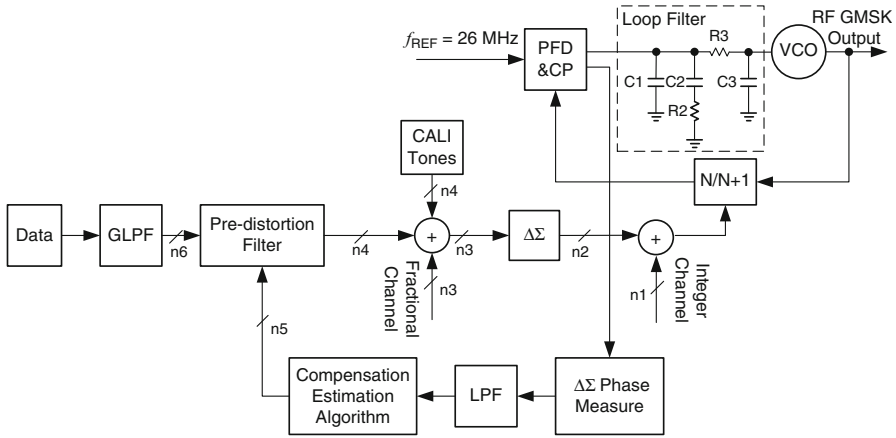 Loop Filter
RF GMSK
Output
fREF = 26 MHz
PFD
&CP
R3
VCO
C1
C2
C3
R2
CALI
Tones
n4
N/N+1
Data
GLPF
n6
Pre-distortion
Filter
n4
+
n3
ΔΣ
n2
+
n3
Fractional
Channel
n1
Integer
Channel
n5
Compensation
Estimation
Algorithm
LPF
ΔΣ Phase
Measure